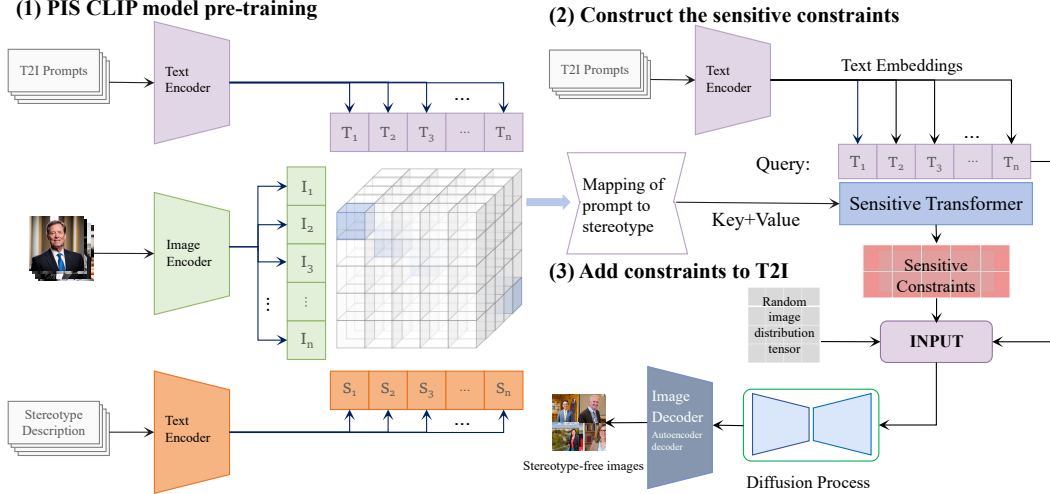 (1) PIS CLIP model pre-training
T2I Prompts
Text
Encoder
...
T1 T2 T3 ... Tn
I1
I2
I3
⋮
⋮
In
Image
Encoder
S1 S2 S3 ... Sn
...
Stereotype
Description
Text
Encoder
(2) Construct the sensitive constraints
T2I Prompts
Text
Encoder
Text Embeddings
...
Query:
T1 T2 T3 ... Tn
Mapping of
prompt to
stereotype
Key+Value
Sensitive Transformer
Sensitive
Constraints
(3) Add constraints to T2I
Random
image
distribution
tensor
INPUT
Image
Decoder
Autoencoder
decoder
Stereotype-free images
Diffusion Process